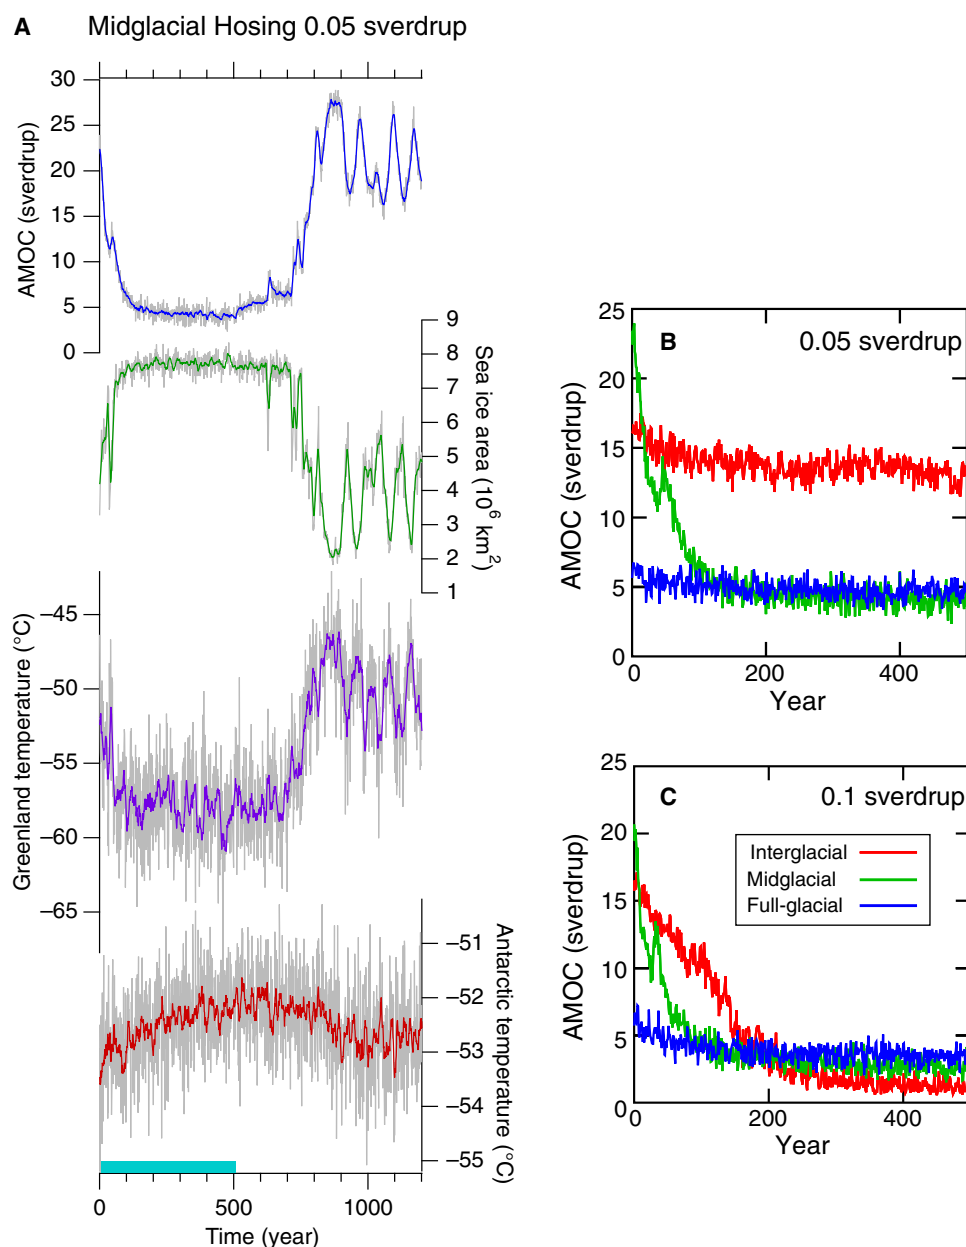 A Midglacial Hosing 0.05 sverdrup
AMOC (sverdrup)
30
25
20
15
10
5
0
Sea ice area (10⁶ km²)
9
8
7
6
5
4
3
2
1
Greenland temperature (°C)
−45
−50
−55
−60
−65
Antarctic temperature (°C)
−51
−52
−53
−54
−55
0 500 1000
Time (year)
B 0.05 sverdrup
AMOC (sverdrup)
25
20
15
10
5
0
0 200 400
Year
C 0.1 sverdrup
AMOC (sverdrup)
25
20
15
10
5
0
Interglacial
Midglacial
Full-glacial
0 200 400
Year